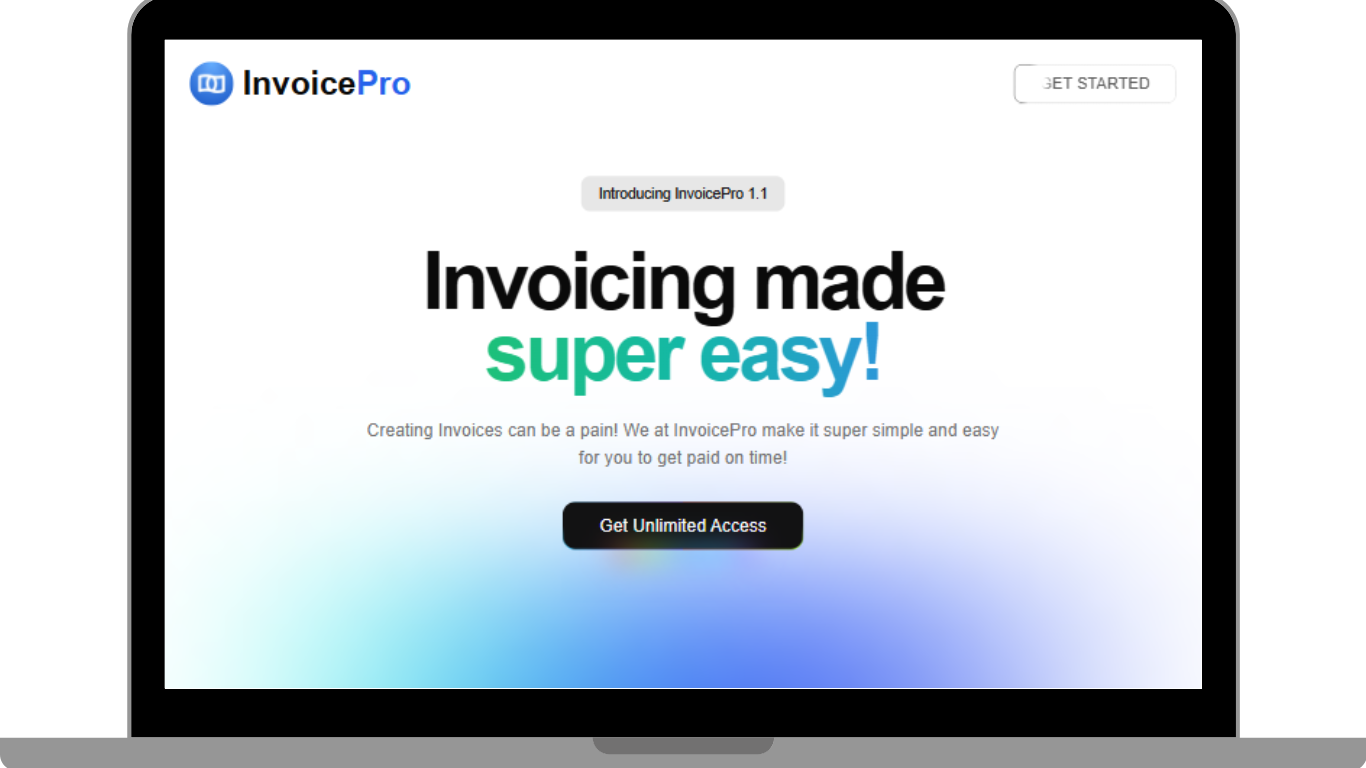 InvoicePro
GET STARTED
Introducing InvoicePro 1.1
Invoicing made
super easy!
Creating Invoices can be a pain! We at InvoicePro make it super simple and easy
for you to get paid on time!
Get Unlimited Access